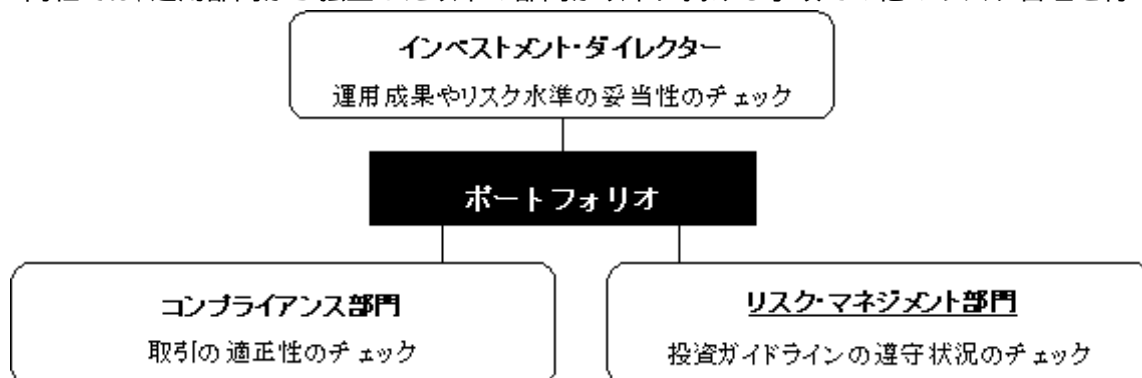 インベストメント・ダイレクター
運用成果やリスク水準の妥当性のチェック
ポートフォリオ
コンプライアンス部門
取引の適正性のチェック
リスク・マネジメント部門
投資ガイドラインの遵守状況のチェック